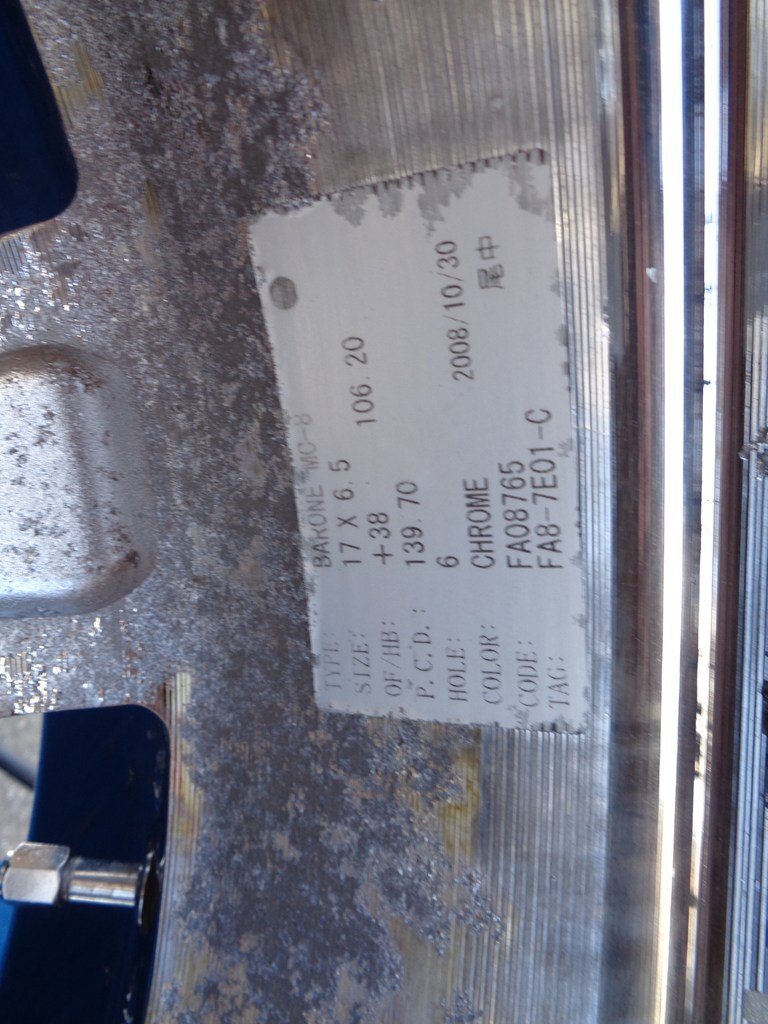 TYPE: BARONE MC-8
SIZE: 17 X 6.5
OF/HB: +38 106.20
P.C.D.: 139.70
HOLE: 6 2008/10/30
COLOR: CHROME 尾中
CODE: FA08765
TAG: FA8-7E01-C